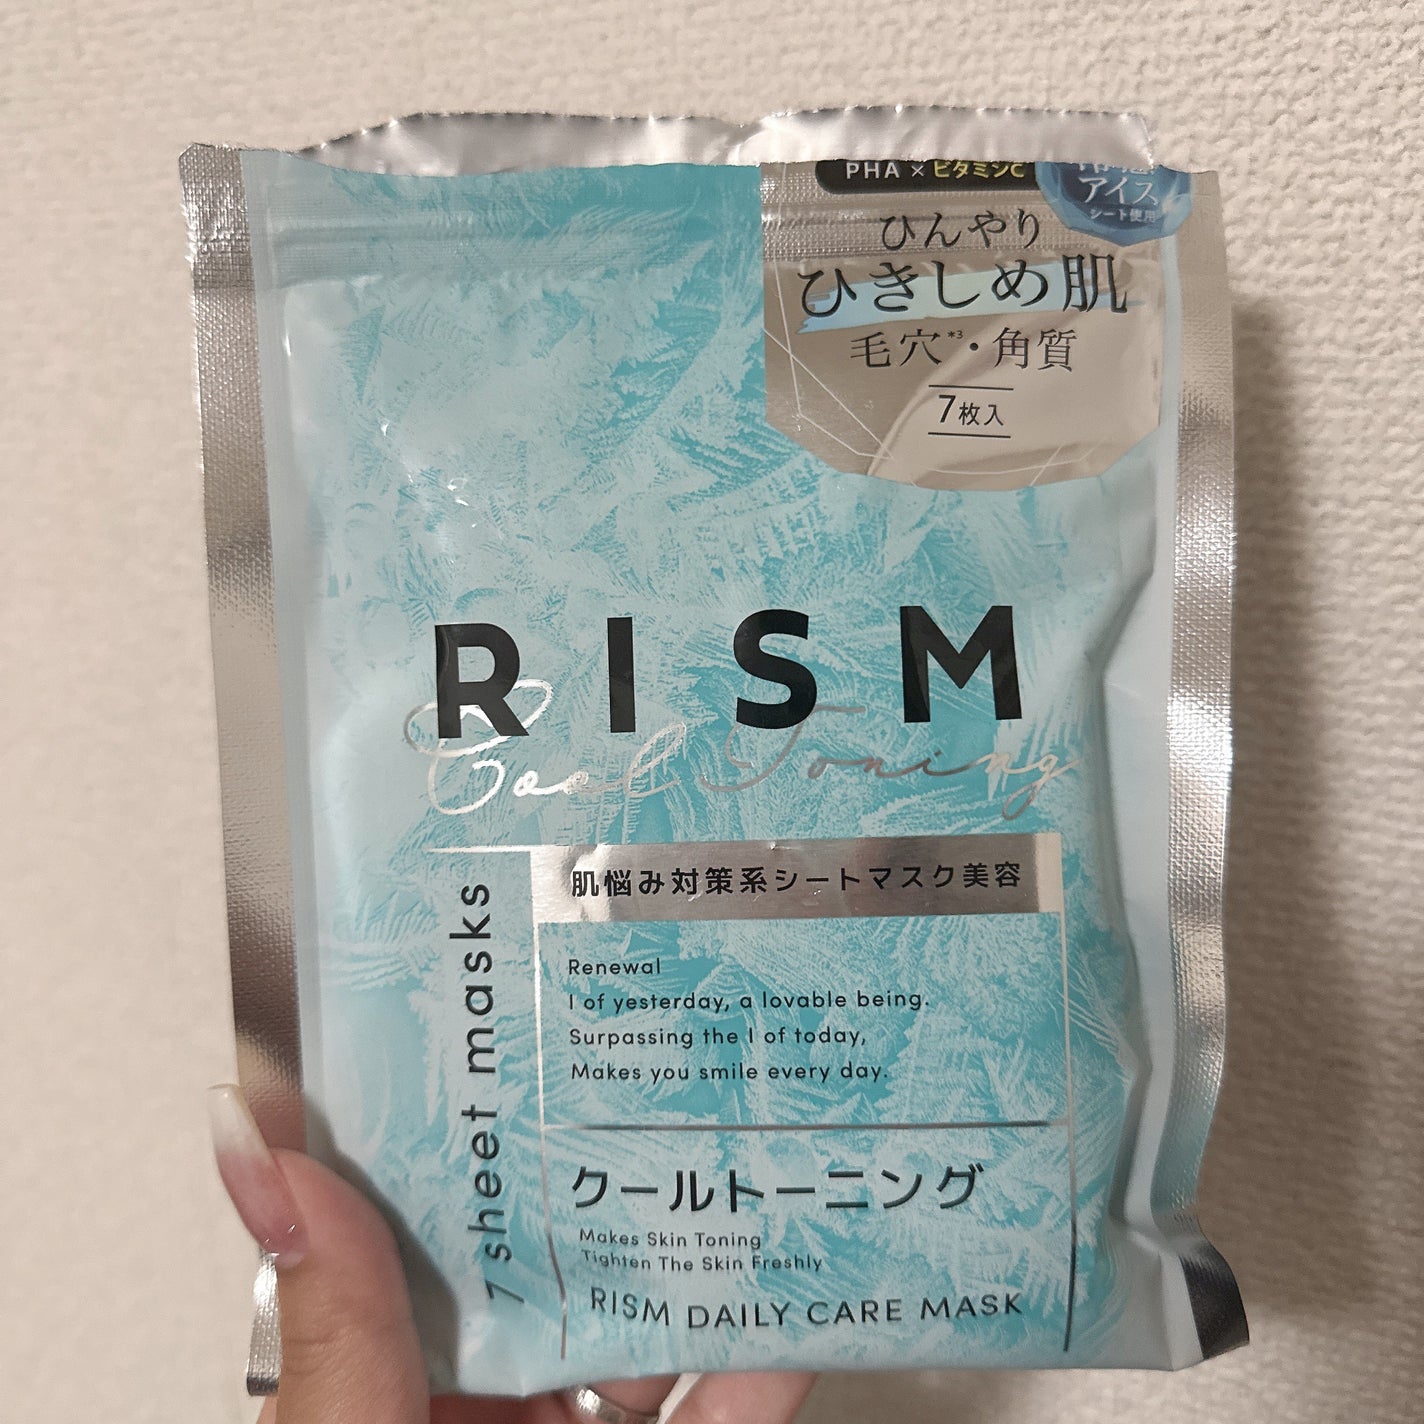 PHA × ビタミンC
アイス
シート使用
ひんやり
ひきしめ肌
毛穴*3・角質
7枚入
RISM
Cool Toning
肌悩み対策系シートマスク美容
7 sheet masks
Renewal
I of yesterday, a lovable being.
Surpassing the I of today,
Makes you smile every day.
クールトーニング
Makes Skin Toning
Tighten The Skin Freshly
RISM DAILY CARE MASK